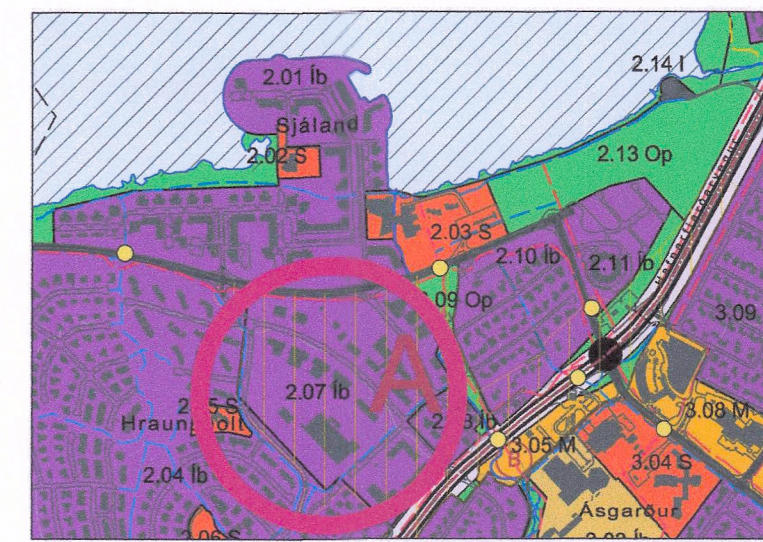 2.01 Íb
Sjáland
2.02 S
2.14 I
2.13 Op
2.03 S
2.10 Íb
2.11 Íb
09 Op
3.09
A
2.07 Íb
Hraunholt
2.04 Íb
3.08 M
3.05 M
B
3.04 S
Ásgarður